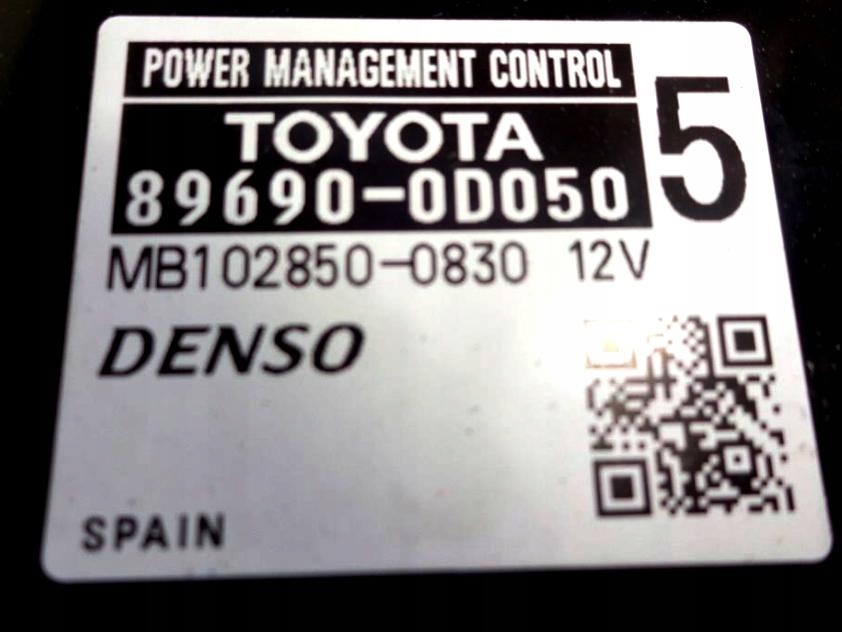 POWER MANAGEMENT CONTROL
5
TOYOTA
89690-0D050
MB102850-0830 12V
DENSO
SPAIN